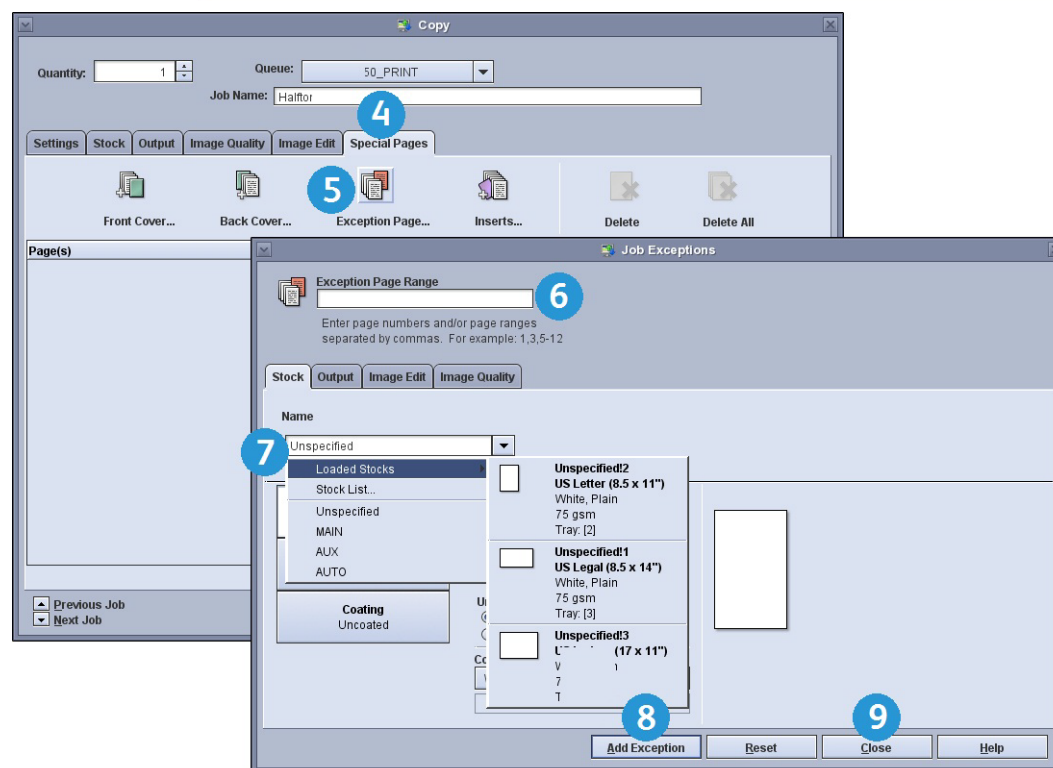 Copy
Quantity: 1
Queue: 50_PRINT
Job Name: Halftor
4
Settings Stock Output Image Quality Image Edit Special Pages
5
Front Cover... Back Cover... Exception Page... Inserts... Delete Delete All
Page(s)
Previous Job
Next Job
Job Exceptions
Exception Page Range
6
Enter page numbers and/or page ranges
separated by commas. For example: 1,3,5-12
Stock Output Image Edit Image Quality
Name
7
Unspecified
Loaded Stocks
Stock List...
Unspecified
MAIN
AUX
AUTO
Unspecified!2
US Letter (8.5 x 11")
White, Plain
75 gsm
Tray: [2]
Unspecified!1
US Legal (8.5 x 14")
White, Plain
75 gsm
Tray: [3]
Unspecified!3
(17 x 11")
Coating
Uncoated
8
9
Add Exception Reset Close Help